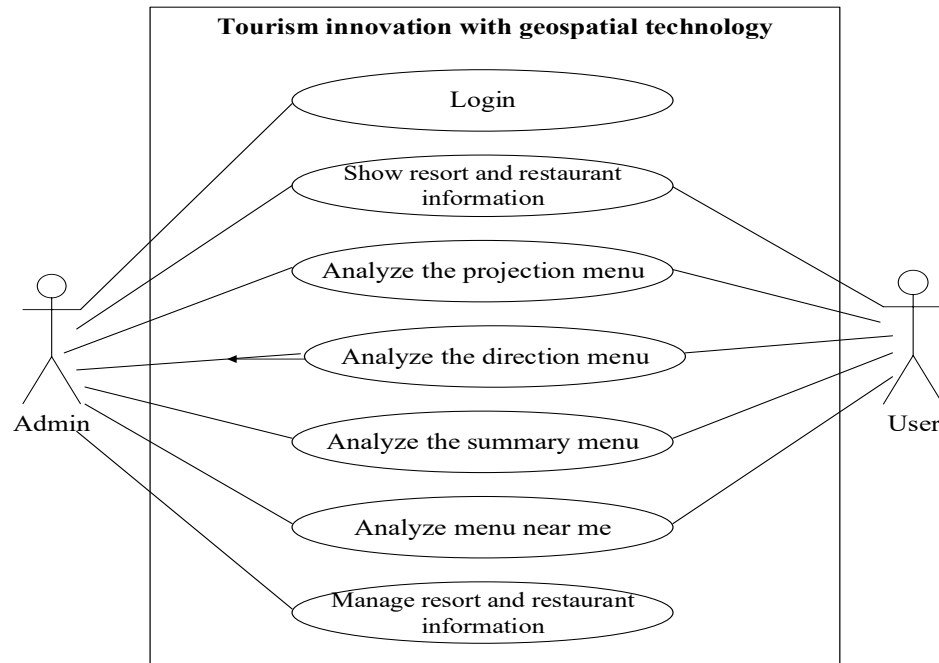 Tourism innovation with geospatial technology
Login
Show resort and restaurant
information
Analyze the projection menu
Analyze the direction menu
Admin
User
Analyze the summary menu
Analyze menu near me
Manage resort and restaurant
information